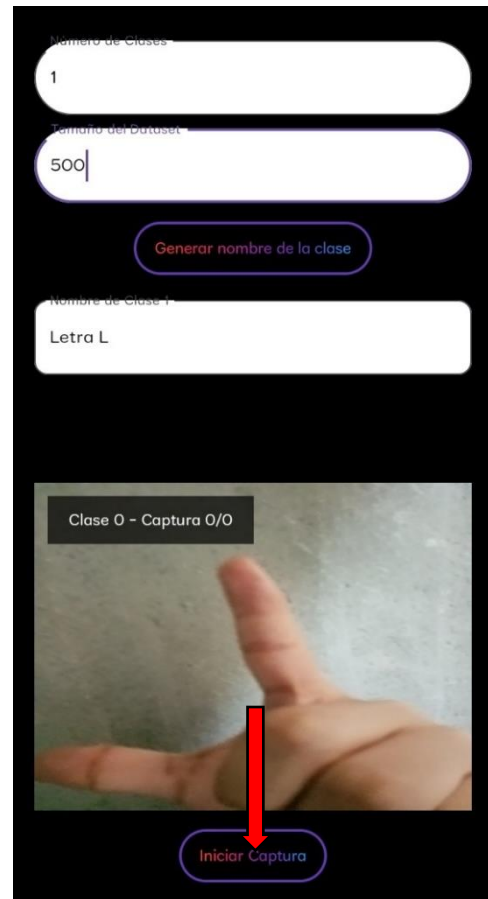 Número de Clases
1
Tamaño del Dataset
500
Generar nombre de la clase
Nombre de Clase 1
Letra L
Clase 0 - Captura 0/0
Iniciar Captura